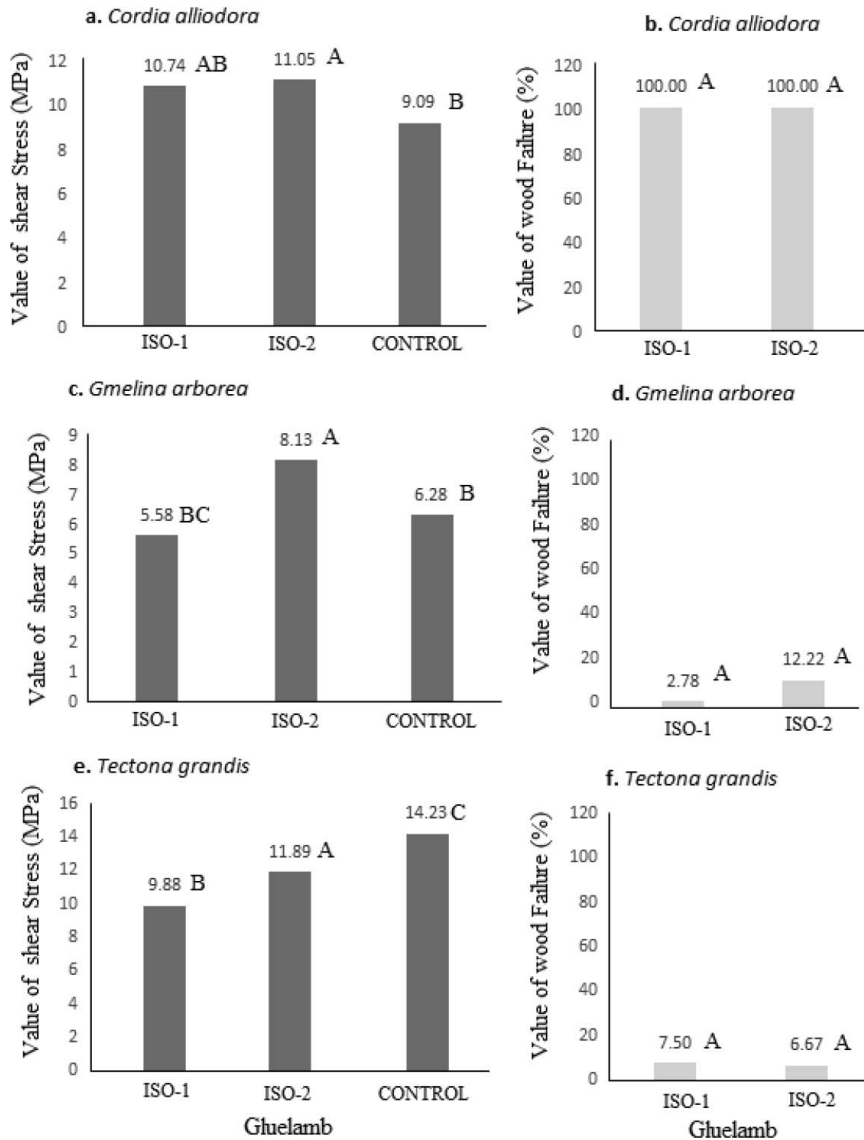 a. Cordia alliodora
Value of shear Stress (MPa)
12
10
8
6
4
2
0
10.74 AB
11.05 A
9.09 B
ISO-1
ISO-2
CONTROL
b. Cordia alliodora
Value of wood Failure (%)
120
100
80
60
40
20
0
100.00 A
100.00 A
ISO-1
ISO-2
c. Gmelina arborea
Value of shear Stress (MPa)
9
8
7
6
5
4
3
2
1
0
5.58 BC
8.13 A
6.28 B
ISO-1
ISO-2
CONTROL
d. Gmelina arborea
Value of wood Failure (%)
120
100
80
60
40
20
0
2.78 A
12.22 A
ISO-1
ISO-2
e. Tectona grandis
Value of shear Stress (MPa)
16
14
12
10
8
6
4
2
0
9.88 B
11.89 A
14.23 C
ISO-1
ISO-2
CONTROL
Gluelamb
f. Tectona grandis
Value of wood Failure (%)
120
100
80
60
40
20
0
7.50 A
6.67 A
ISO-1
ISO-2
Gluelamb